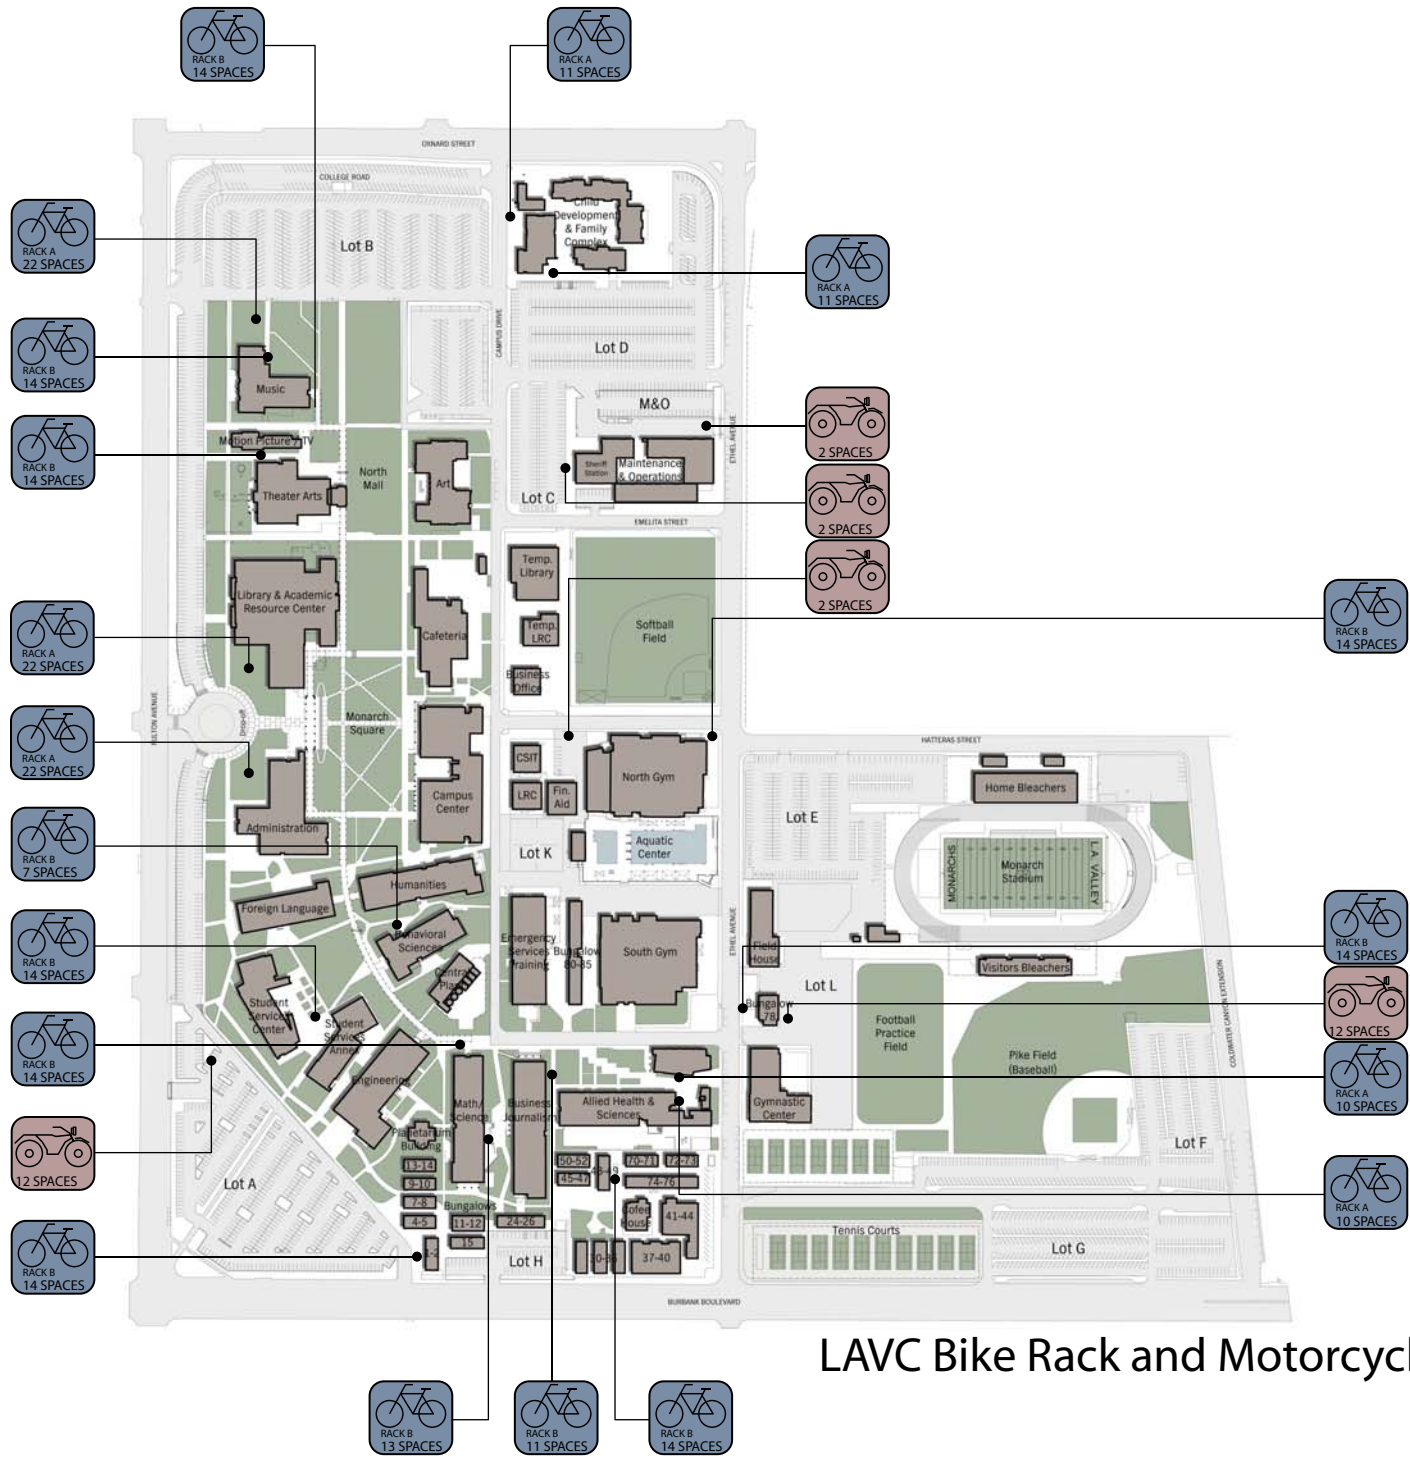 RACK B
14 SPACES
RACK A
11 SPACES
OXNARD STREET
COLLEGE ROAD
RACK A
22 SPACES
Lot B
Child
Development
& Family
Complex
RACK A
11 SPACES
RACK B
14 SPACES
CAMPUS DRIVE
Lot D
Music
M&O
ETHEL AVENUE
2 SPACES
RACK B
14 SPACES
Motion Picture / TV
Theater Arts
North
Mall
Art
Sheriff
Station
Maintenance
& Operations
Lot C
2 SPACES
EMELITA STREET
2 SPACES
Temp.
Library
Library & Academic
Resource Center
Cafeteria
Temp.
LRC
Softball
Field
RACK B
14 SPACES
RACK A
22 SPACES
Business
Office
FULTON AVENUE
Drop-off
Monarch
Square
HATTERAS STREET
RACK A
22 SPACES
CSIT
LRC
Fin.
Aid
North Gym
Home Bleachers
Campus
Center
Lot E
Administration
Lot K
Aquatic
Center
MONARCHS
Monarch
Stadium
L.A. VALLEY
RACK B
7 SPACES
Humanities
Foreign Language
Behavioral
Sciences
Emergency
Services
Training
Bungalow
80-85
South Gym
ETHEL AVENUE
Field
House
Visitors Bleachers
RACK B
14 SPACES
RACK B
14 SPACES
Central
Plant
Student
Services
Center
Student
Services
Annex
Bungalow
78
Lot L
Football
Practice
Field
COLDWATER CANYON EXTENSION
12 SPACES
RACK B
14 SPACES
Engineering
Pike Field
(Baseball)
RACK A
10 SPACES
Math/
Science
Business
Journalism
Allied Health &
Sciences
Gymnastic
Center
12 SPACES
Planetarium
Building
Lot F
13-14
9-10
7-8
4-5
50-52
45-47
48-49
70-71
72-73
74-76
Lot A
Bungalows
11-12
24-26
15
Cofee
House
41-44
RACK A
10 SPACES
Tennis Courts
RACK B
14 SPACES
1-2
Lot H
37-40
Lot G
BURBANK BOULEVARD
LAVC Bike Rack and Motorcycl
RACK B
13 SPACES
RACK B
11 SPACES
RACK B
14 SPACES